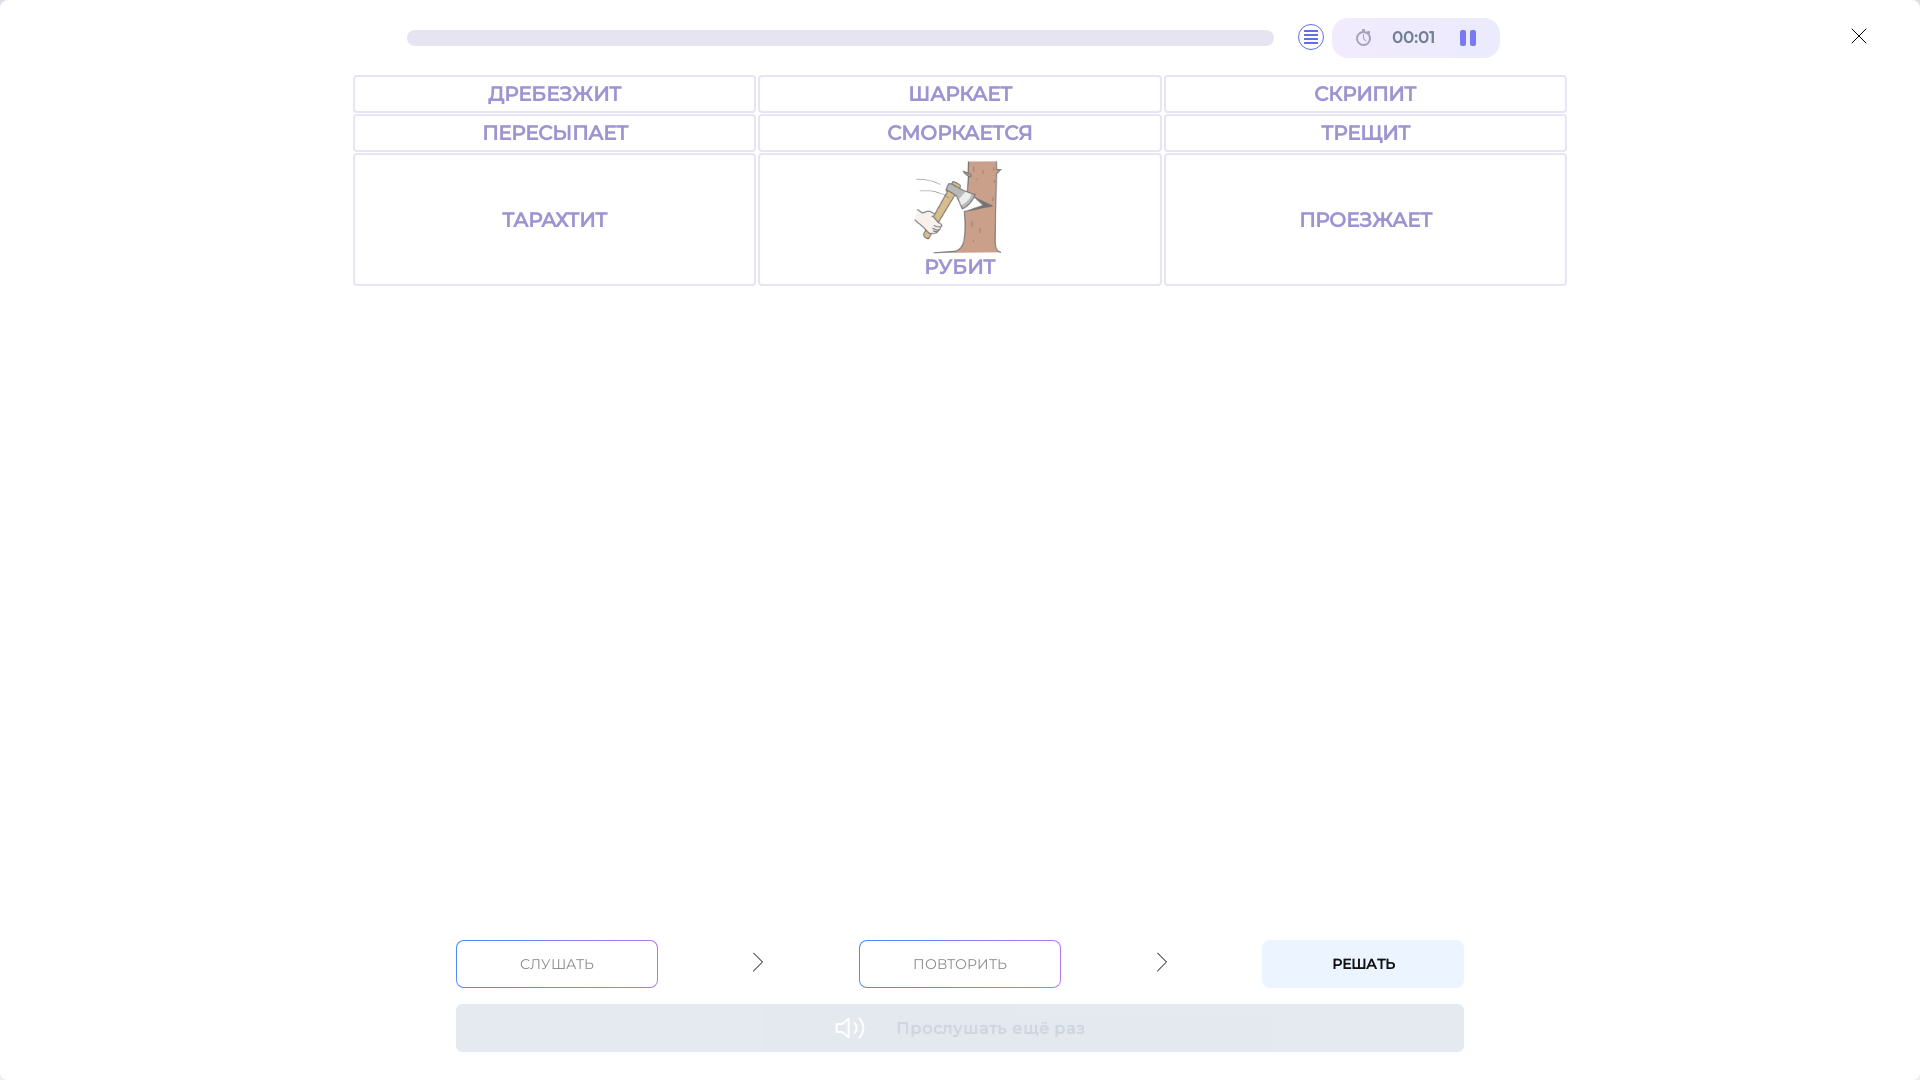 00:01
ДРЕБЕЗЖИТ
ШАРКАЕТ
СКРИПИТ
ПЕРЕСЫПАЕТ
СМОРКАЕТСЯ
ТРЕЩИТ
ТАРАХТИТ
РУБИТ
ПРОЕЗЖАЕТ
СЛУШАТЬ
ПОВТОРИТЬ
РЕШАТЬ
Прослушать ещё раз